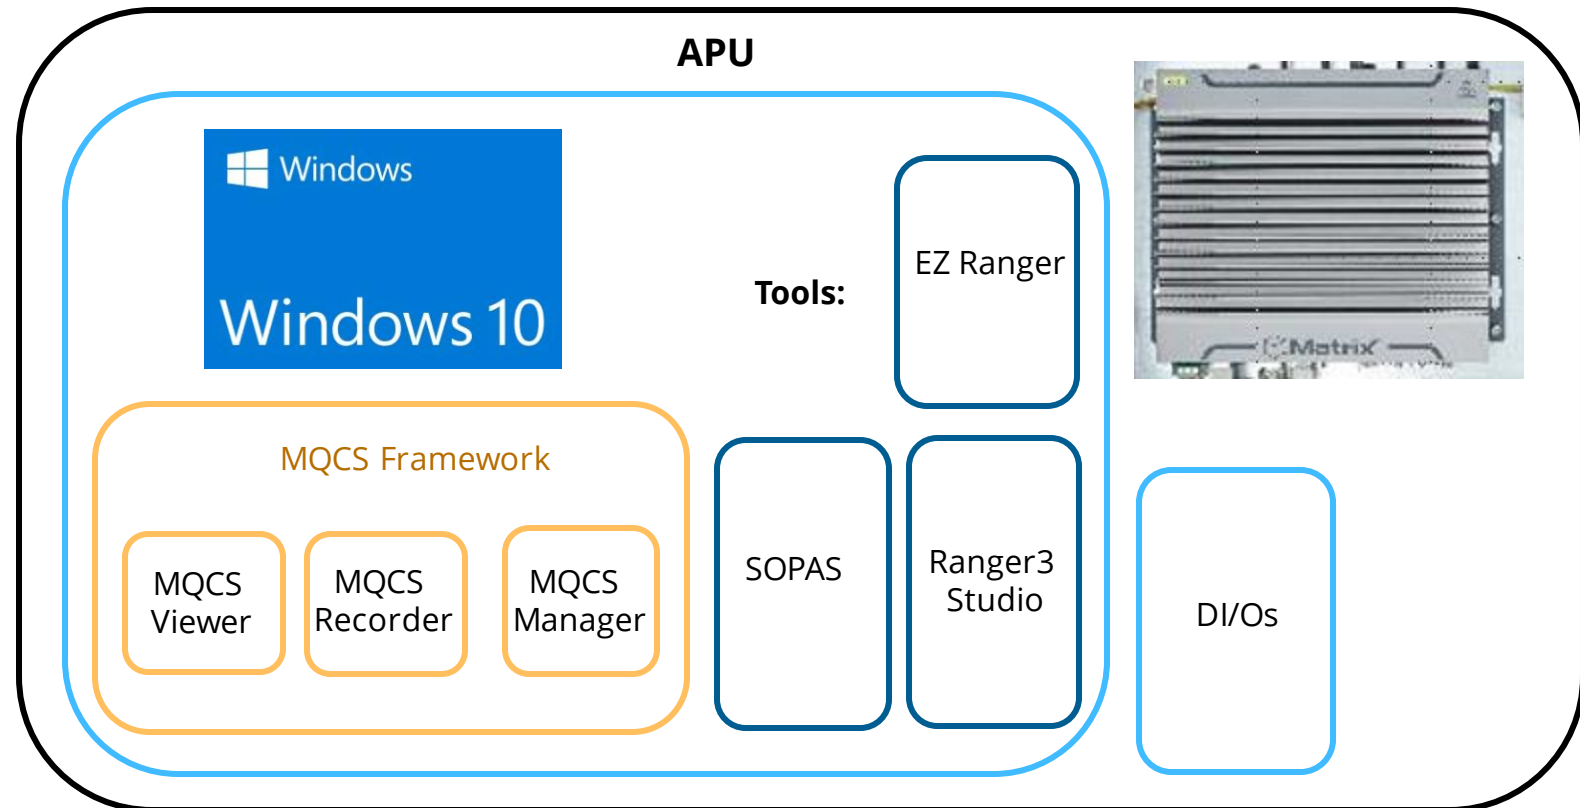 APU
Windows
Windows 10
Tools:
EZ Ranger
Matrix
MQCS Framework
MQCS
Viewer
MQCS
Recorder
MQCS
Manager
SOPAS
Ranger3
Studio
DI/Os